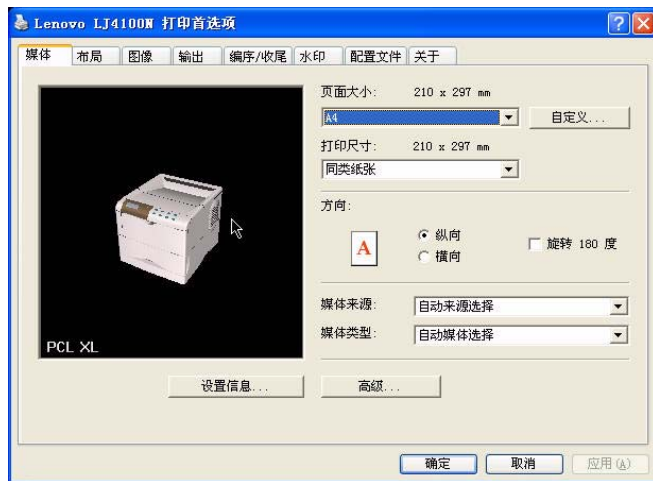 Lenovo LJ4100N 打印首选项
媒体 布局 图像 输出 编序/收尾 水印 配置文件 关于
页面大小: 210 x 297 mm
A4 自定义...
打印尺寸: 210 x 297 mm
同类纸张
方向:
A 纵向 旋转 180 度
横向
媒体来源: 自动来源选择
媒体类型: 自动媒体选择
PCL XL
设置信息... 高级...
确定 取消 应用(A)